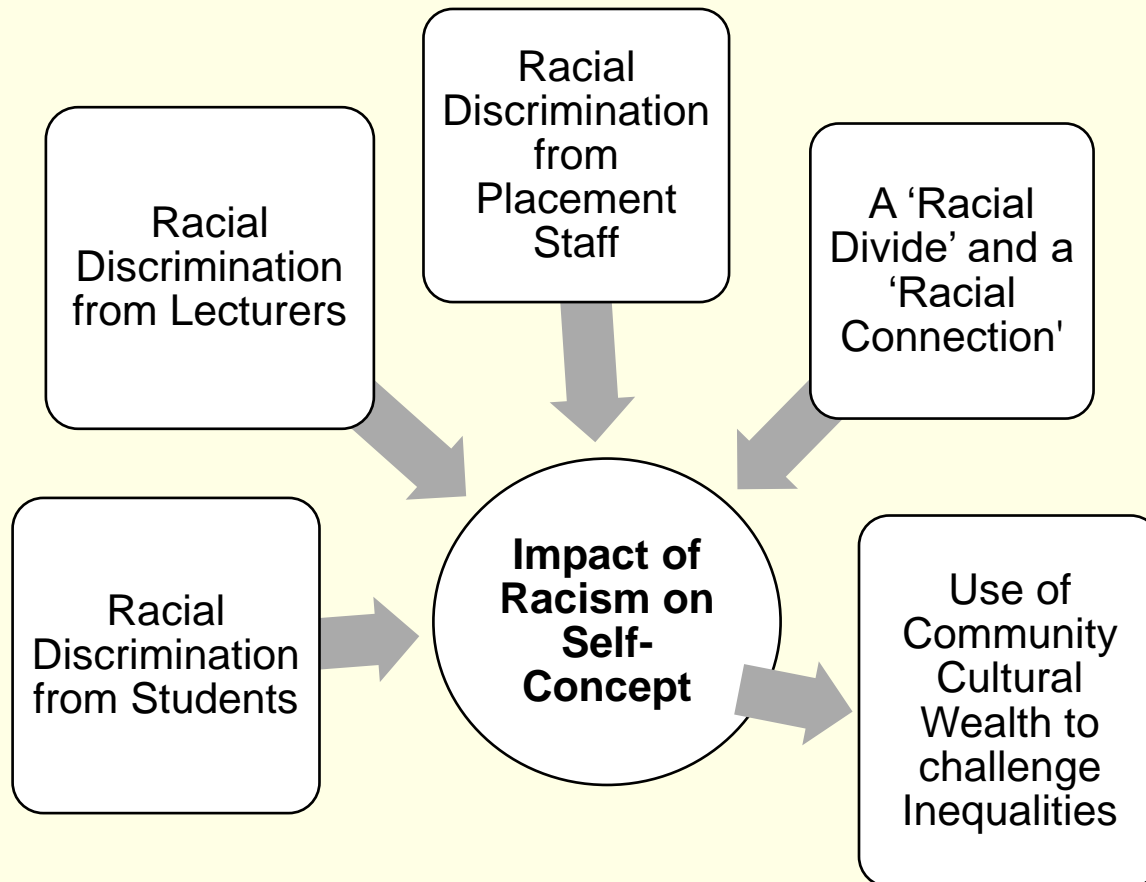 Racial
Discrimination
from Students
Racial
Discrimination
from Lecturers
Racial
Discrimination
from
Placement
Staff
A ‘Racial
Divide’ and a
‘Racial
Connection'
Impact of
Racism on
Self-
Concept
Use of
Community
Cultural
Wealth to
challenge
Inequalities